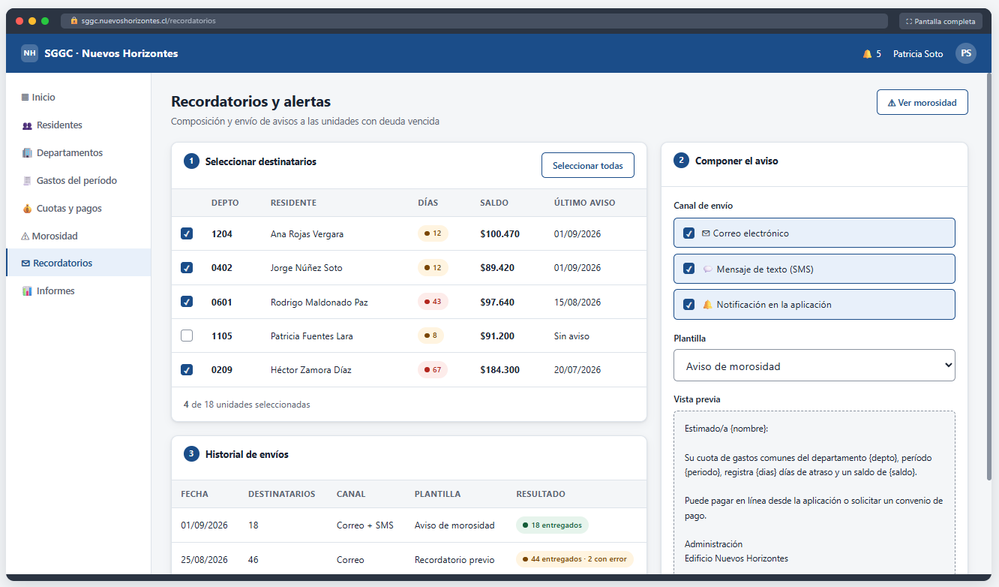 sggc.nuevoshorizontes.cl/recordatorios
Pantalla completa
NH SGGC · Nuevos Horizontes
5 Patricia Soto PS
Inicio
Residentes
Departamentos
Gastos del período
Cuotas y pagos
Morosidad
Recordatorios
Informes
Recordatorios y alertas
Composición y envío de avisos a las unidades con deuda vencida
Ver morosidad
1 Seleccionar destinatarios
Seleccionar todas
DEPTO RESIDENTE DÍAS SALDO ÚLTIMO AVISO
1204 Ana Rojas Vergara 12 $100.470 01/09/2026
0402 Jorge Núñez Soto 12 $89.420 01/09/2026
0601 Rodrigo Maldonado Paz 43 $97.640 15/08/2026
1105 Patricia Fuentes Lara 8 $91.200 Sin aviso
0209 Héctor Zamora Díaz 67 $184.300 20/07/2026
4 de 18 unidades seleccionadas
3 Historial de envíos
FECHA DESTINATARIOS CANAL PLANTILLA RESULTADO
01/09/2026 18 Correo + SMS Aviso de morosidad 18 entregados
25/08/2026 46 Correo Recordatorio previo 44 entregados · 2 con error
2 Componer el aviso
Canal de envío
Correo electrónico
Mensaje de texto (SMS)
Notificación en la aplicación
Plantilla
Aviso de morosidad
Vista previa
Estimado/a {nombre}:
Su cuota de gastos comunes del departamento {depto}, período
{periodo}, registra {dias} días de atraso y un saldo de {saldo}.
Puede pagar en línea desde la aplicación o solicitar un convenio de
pago.
Administración
Edificio Nuevos Horizontes